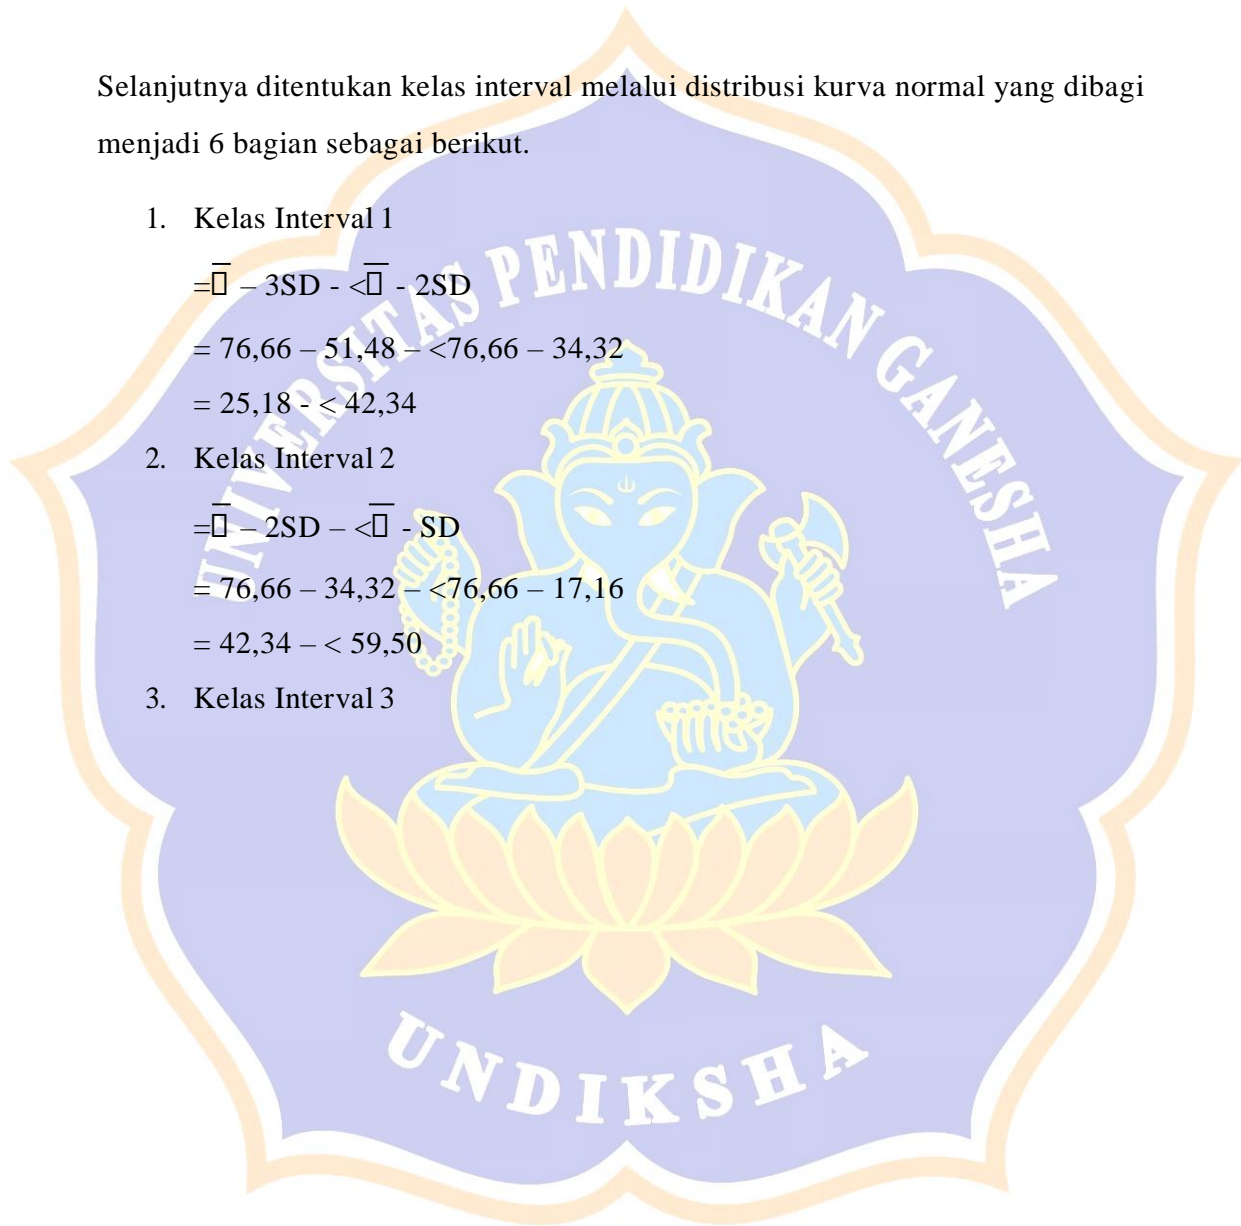 Selanjutnya ditentukan kelas interval melalui distribusi kurva normal yang dibagi
menjadi 6 bagian sebagai berikut.
1. Kelas Interval 1
=▯̅ – 3SD - <▯̅ - 2SD
= 76,66 – 51,48 – <76,66 – 34,32
= 25,18 - < 42,34
2. Kelas Interval 2
=▯̅ – 2SD – <▯̅ - SD
= 76,66 – 34,32 – <76,66 – 17,16
= 42,34 – < 59,50
3. Kelas Interval 3
UNIVERSITAS PENDIDIKAN GANESHA
UNDIKSHA